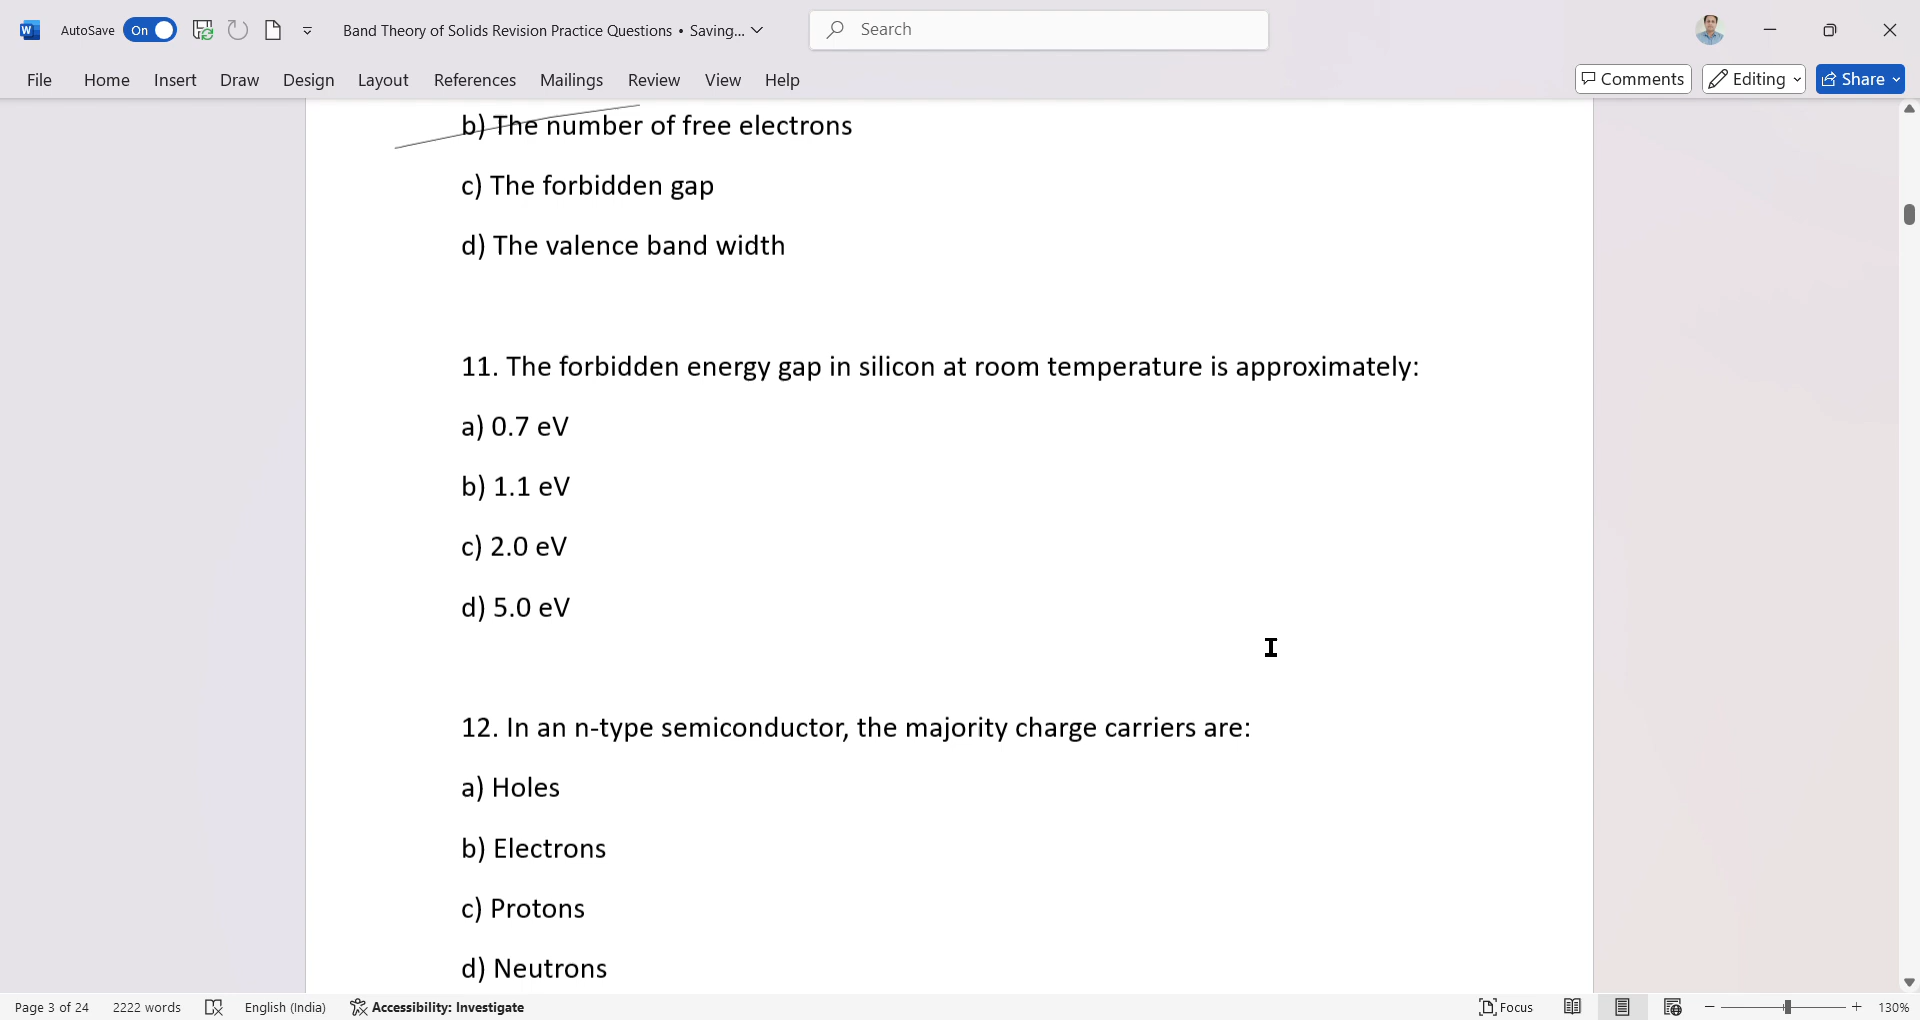 AutoSave On Band Theory of Solids Revision Practice Questions • Saving... Search
File Home Insert Draw Design Layout References Mailings Review View Help Comments Editing Share
b) The number of free electrons
c) The forbidden gap
d) The valence band width
11. The forbidden energy gap in silicon at room temperature is approximately:
a) 0.7 eV
b) 1.1 eV
c) 2.0 eV
d) 5.0 eV
12. In an n-type semiconductor, the majority charge carriers are:
a) Holes
b) Electrons
c) Protons
d) Neutrons
Page 3 of 24 2222 words English (India) Accessibility: Investigate Focus 130%